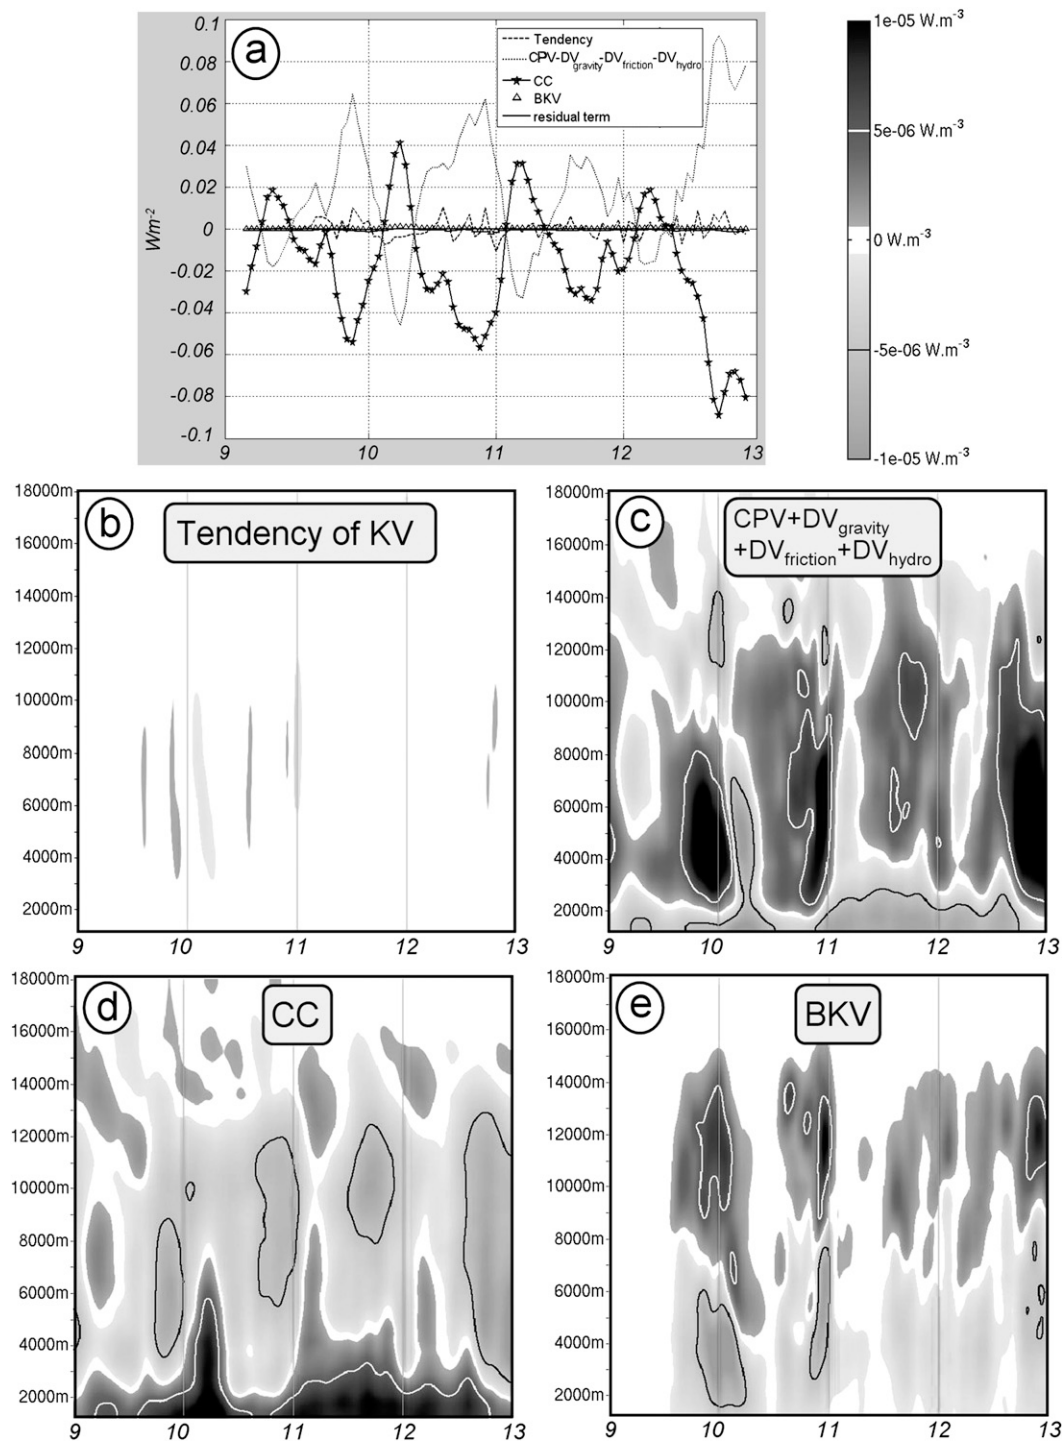 a
0.1
0.08
0.06
0.04
0.02
0
-0.02
-0.04
-0.06
-0.08
-0.1
Wm-2
9 10 11 12 13
Tendency
CPV-DVgravity-DVfriction-DVhydro
CC
BKV
residual term
1e-05 W.m-3
5e-06 W.m-3
0 W.m-3
-5e-06 W.m-3
-1e-05 W.m-3
b
Tendency of KV
18000m
16000m
14000m
12000m
10000m
8000m
6000m
4000m
2000m
9 10 11 12 13
c
CPV+DVgravity
+DVfriction+DVhydro
18000m
16000m
14000m
12000m
10000m
8000m
6000m
4000m
2000m
9 10 11 12 13
d
CC
18000m
16000m
14000m
12000m
10000m
8000m
6000m
4000m
2000m
9 10 11 12 13
e
BKV
18000m
16000m
14000m
12000m
10000m
8000m
6000m
4000m
2000m
9 10 11 12 13